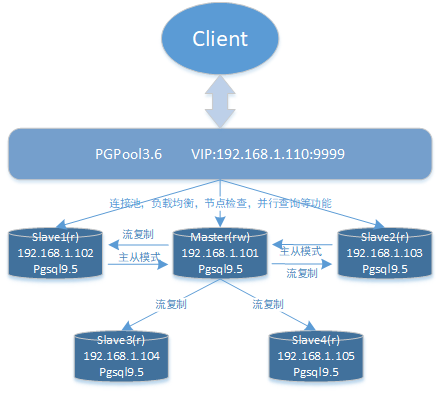 Client
PGPool3.6 VIP:192.168.1.110:9999
连接池，负载均衡，节点检查，并行查询等功能
Slave1(r)
192.168.1.102
Pgsql9.5
流复制
主从模式
Master(rw)
192.168.1.101
Pgsql9.5
主从模式
流复制
Slave2(r)
192.168.1.103
Pgsql9.5
流复制
流复制
Slave3(r)
192.168.1.104
Pgsql9.5
Slave4(r)
192.168.1.105
Pgsql9.5